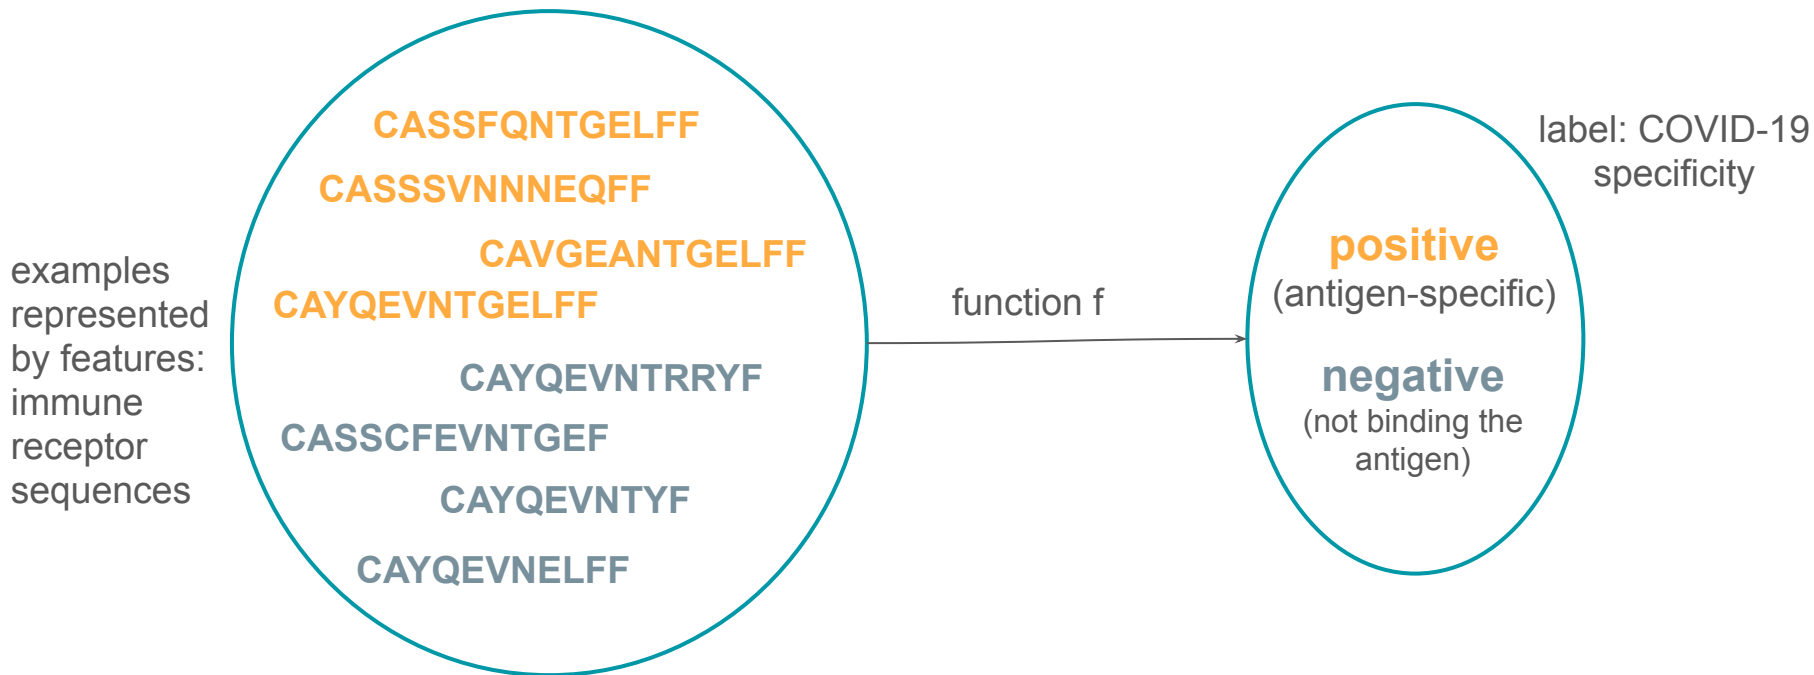 examples
represented
by features:
immune
receptor
sequences
CASSFQNTGELFF
CASSSVNNNEQFF
CAVGEANTGELFF
CAYQEVNTGELFF
CAYQEVNTRRYF
CASSCFEVNTGEF
CAYQEVNTYF
CAYQEVNELFF
function f
label: COVID-19
specificity
positive
(antigen-specific)
negative
(not binding the
antigen)